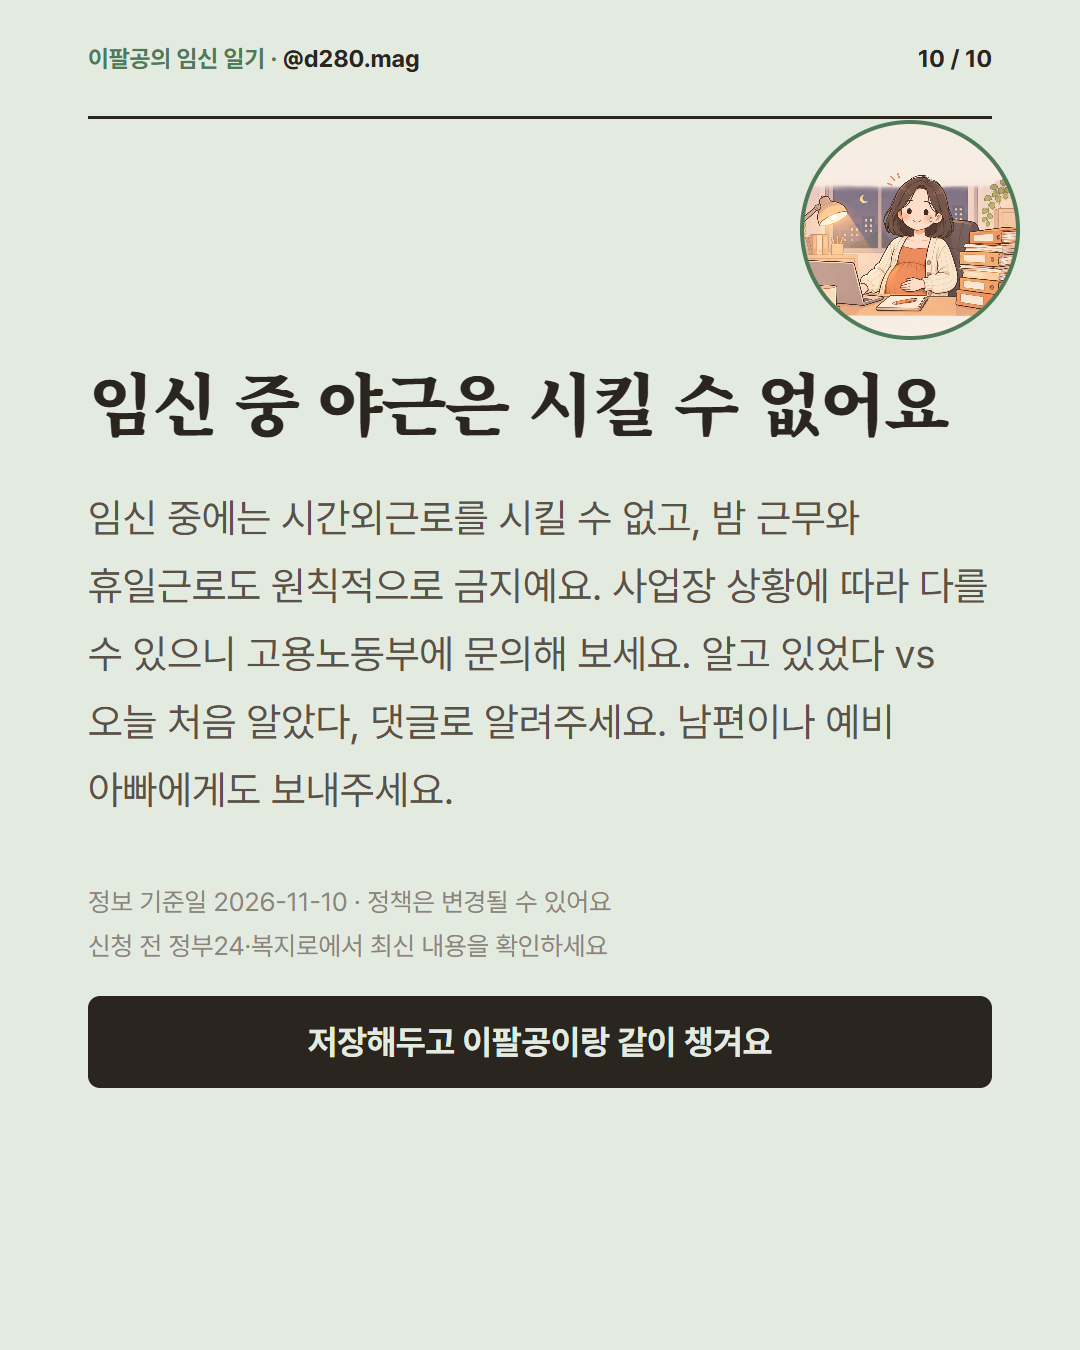 이팔공의 임신 일기 · @d280.mag
10 / 10
임신 중 야근은 시킬 수 없어요
임신 중에는 시간외근로를 시킬 수 없고, 밤 근무와
휴일근로도 원칙적으로 금지예요. 사업장 상황에 따라 다를
수 있으니 고용노동부에 문의해 보세요. 알고 있었다 vs
오늘 처음 알았다, 댓글로 알려주세요. 남편이나 예비
아빠에게도 보내주세요.
정보 기준일 2026-11-10 · 정책은 변경될 수 있어요
신청 전 정부24·복지로에서 최신 내용을 확인하세요
저장해두고 이팔공이랑 같이 챙겨요